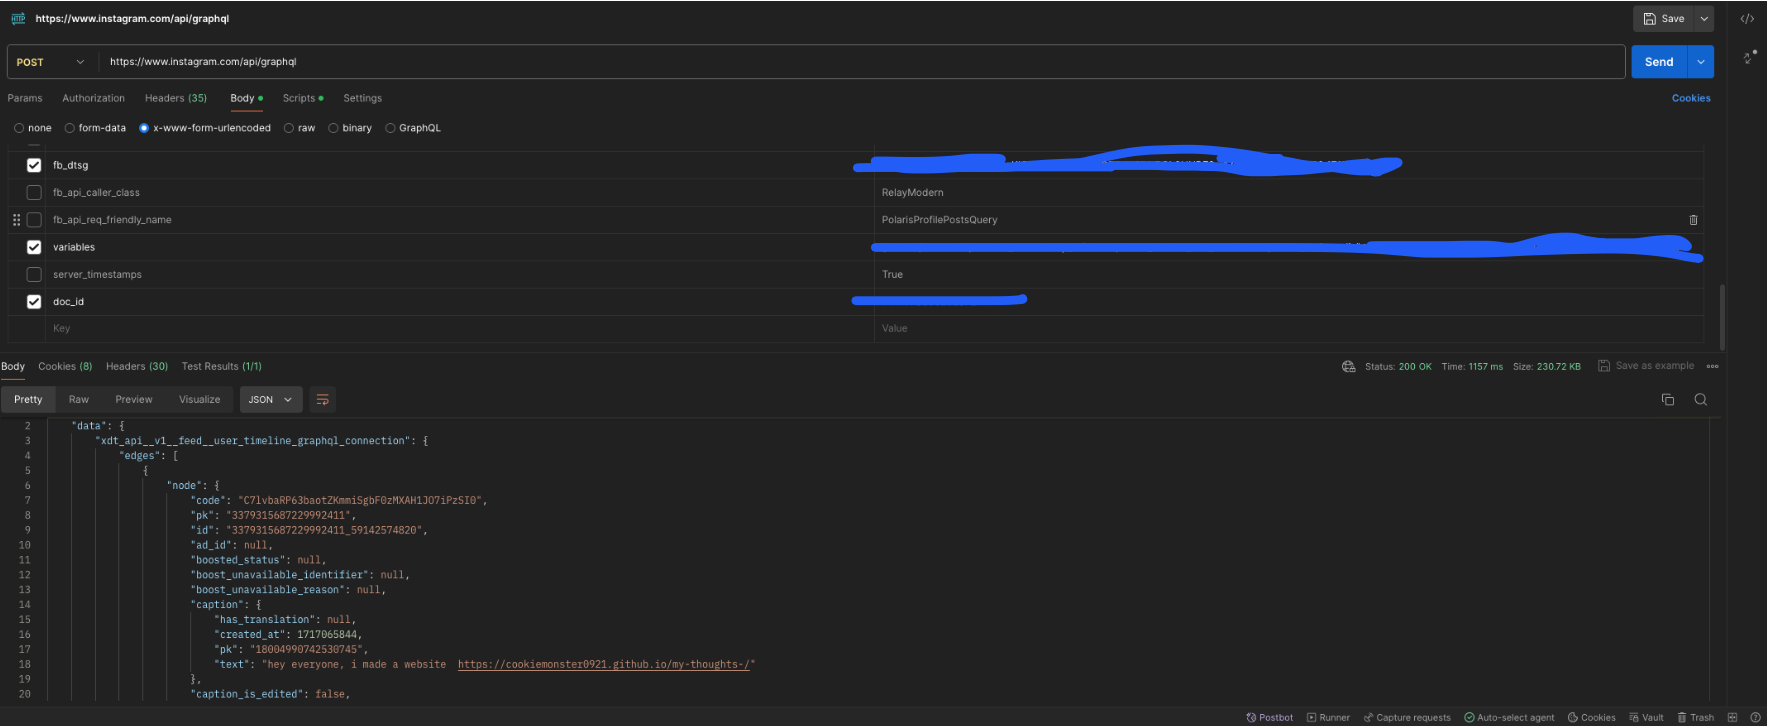 https://www.instagram.com/api/graphql
Save
POST https://www.instagram.com/api/graphql Send
Params Authorization Headers (35) Body Scripts Settings Cookies
none form-data x-www-form-urlencoded raw binary GraphQL
fb_dtsg
fb_api_caller_class RelayModern
fb_api_req_friendly_name PolarisProfilePostsQuery
variables
server_timestamps True
doc_id
Key Value
Body Cookies (8) Headers (30) Test Results (1/1) Status: 200 OK Time: 1157 ms Size: 230.72 KB Save as example
Pretty Raw Preview Visualize JSON
2 "data": {
3 "xdt_api__v1__feed__user_timeline_graphql_connection": {
4 "edges": [
5 {
6 "node": {
7 "code": "C7lvbaRP63baotZKmmiSgbF0zMXAH1JO7iPzSI0",
8 "pk": "3379315687229992411",
9 "id": "3379315687229992411_59142574820",
10 "ad_id": null,
11 "boosted_status": null,
12 "boost_unavailable_identifier": null,
13 "boost_unavailable_reason": null,
14 "caption": {
15 "has_translation": null,
16 "created_at": 1717065844,
17 "pk": "18004990742530745",
18 "text": "hey everyone, i made a website  https://cookiemonster0921.github.io/my-thoughts-/"
19 },
20 "caption_is_edited": false,
Postbot Runner Capture requests Auto-select agent Cookies Vault Trash